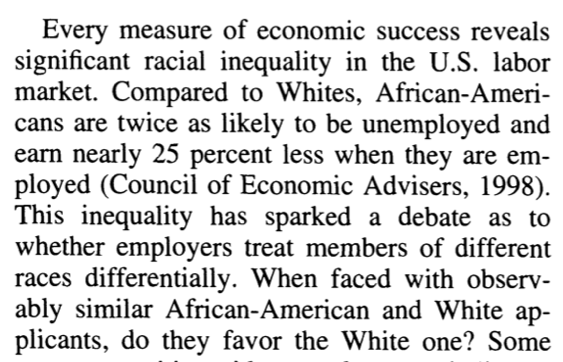 Every measure of economic success reveals
significant racial inequality in the U.S. labor
market. Compared to Whites, African-Ameri-
cans are twice as likely to be unemployed and
earn nearly 25 percent less when they are em-
ployed (Council of Economic Advisers, 1998).
This inequality has sparked a debate as to
whether employers treat members of different
races differentially. When faced with observ-
ably similar African-American and White ap-
plicants, do they favor the White one? Some